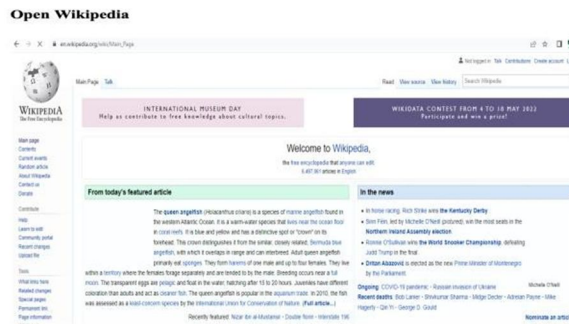 Open Wikipedia
en.wikipedia.org/wiki/Main_Page
Not logged in Talk Contributions Create account
Main Page Talk
Read View source View history Search Wikipedia
WIKIPEDIA
The Free Encyclopedia
INTERNATIONAL MUSEUM DAY
Help us contribute to free knowledge about cultural topics.
WIKIDATA CONTEST FROM 4 TO 10 MAY 2022
Participate and win a prize!
Main page
Contents
Current events
Random article
About Wikipedia
Contact us
Donate
Contribute
Help
Learn to edit
Community portal
Recent changes
Upload file
Tools
What links here
Related changes
Special pages
Permanent link
Page information
Welcome to Wikipedia,
the free encyclopedia that anyone can edit.
articles in English
From today's featured article
The queen angelfish (Holacanthus ciliaris) is a species of marine angelfish found in
the western Atlantic Ocean. It is a warm-water species that lives near the ocean floor
in coral reefs. It is blue and yellow and has a distinctive spot or "crown" on its
forehead. This crown distinguishes it from the similar, closely related, Bermuda blue
angelfish, with which it overlaps in range and can interbreed. Adult queen angelfish
primarily eat sponges. They form harems of one male and up to four females. They live
within a territory where the females forage separately and are tended to by the male. Breeding occurs near a full
moon. The transparent eggs are pelagic and float in the water, hatching after 15 to 20 hours. Juveniles have different
coloration than adults and act as cleaner fish. The queen angelfish is popular in the aquarium trade. In 2010, the fish
was assessed as a least-concern species by the International Union for Conservation of Nature. (Full article...)
Recently featured: Nizar ibn al-Mustansir · Double Nickels · Interstate 196
In the news
• In horse racing, Rich Strike wins the Kentucky Derby.
• Sinn Féin, led by Michelle O'Neill (pictured), win the most seats in the
Northern Ireland Assembly election.
• Ronnie O'Sullivan wins the World Snooker Championship, defeating
Judd Trump in the final.
• Dritan Abazović is elected as the new Prime Minister of Montenegro
by the Parliament.
Michelle O'Neill
Ongoing: COVID-19 pandemic · Russian invasion of Ukraine
Recent deaths: Bob Lanier · Shivkumar Sharma · Midge Decter · Adreian Payne · Mike
Hagerty · Qin Yi · George D. Gould
Nominate an article